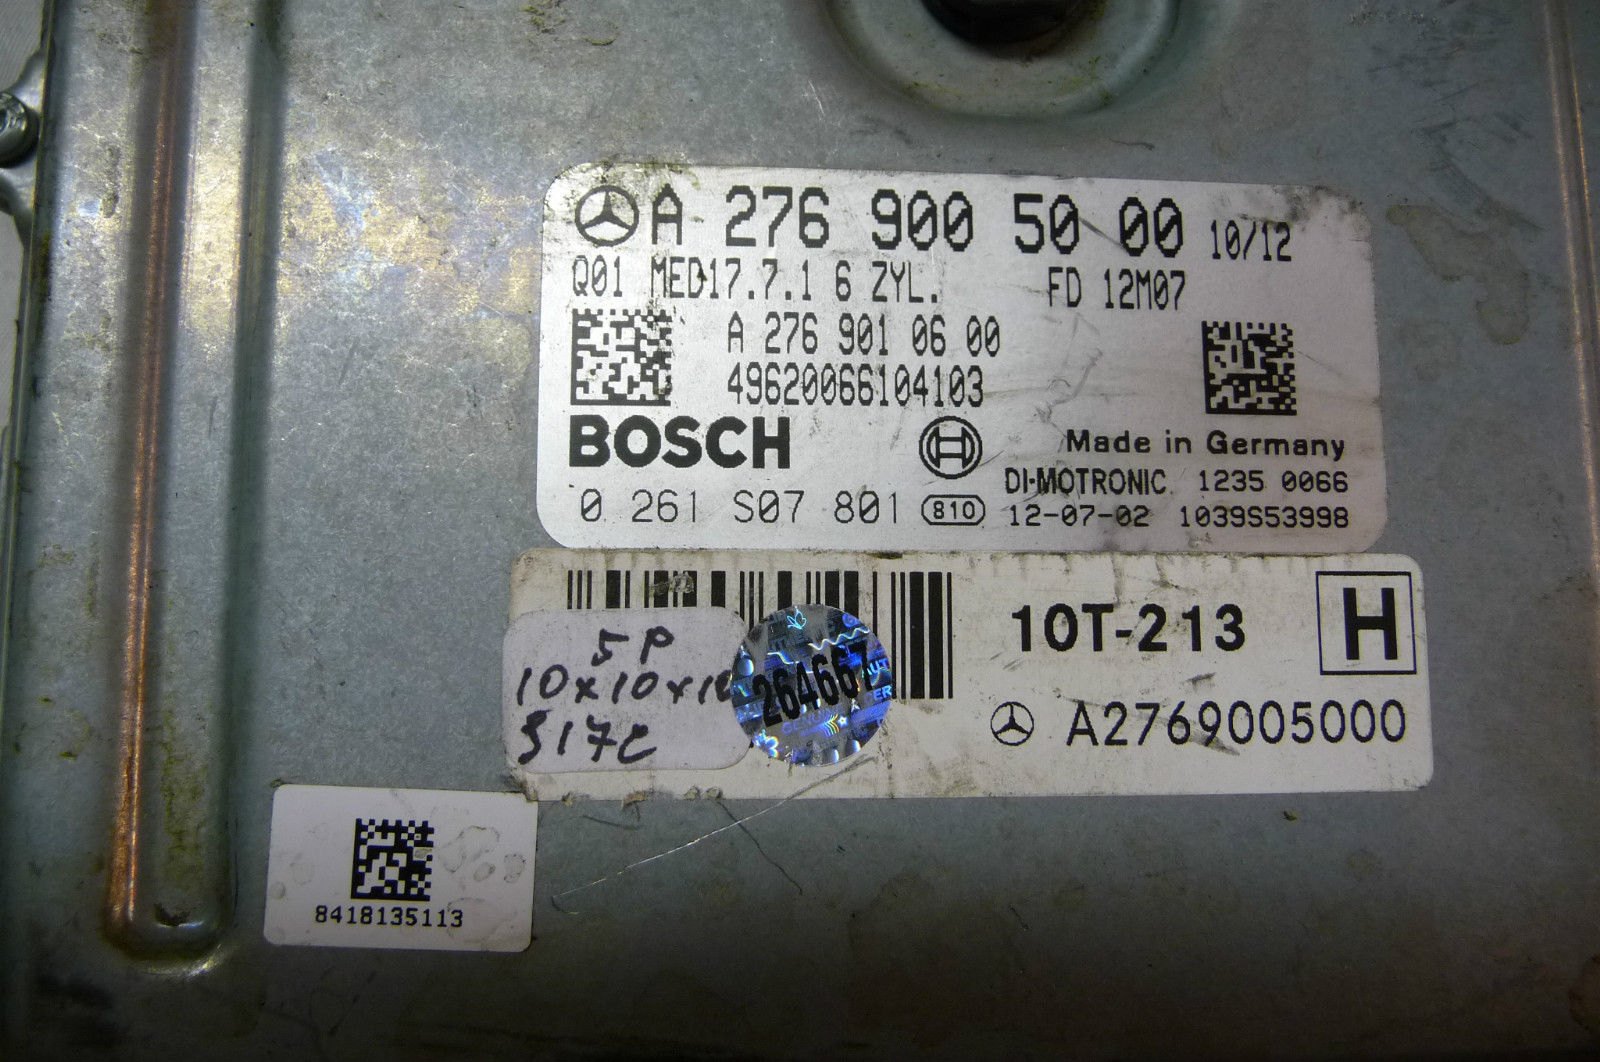 A 276 900 50 00 10/12
Q01 MED17.7.1 6 ZYL. FD 12M07
A 276 901 06 00
49620066104103
BOSCH
Made in Germany
DI-MOTRONIC 1235 0066
0 261 S07 801 810 12-07-02 1039S53998
10T-213 H
A2769005000
5P
10x10x10
517E
264667
8418135113